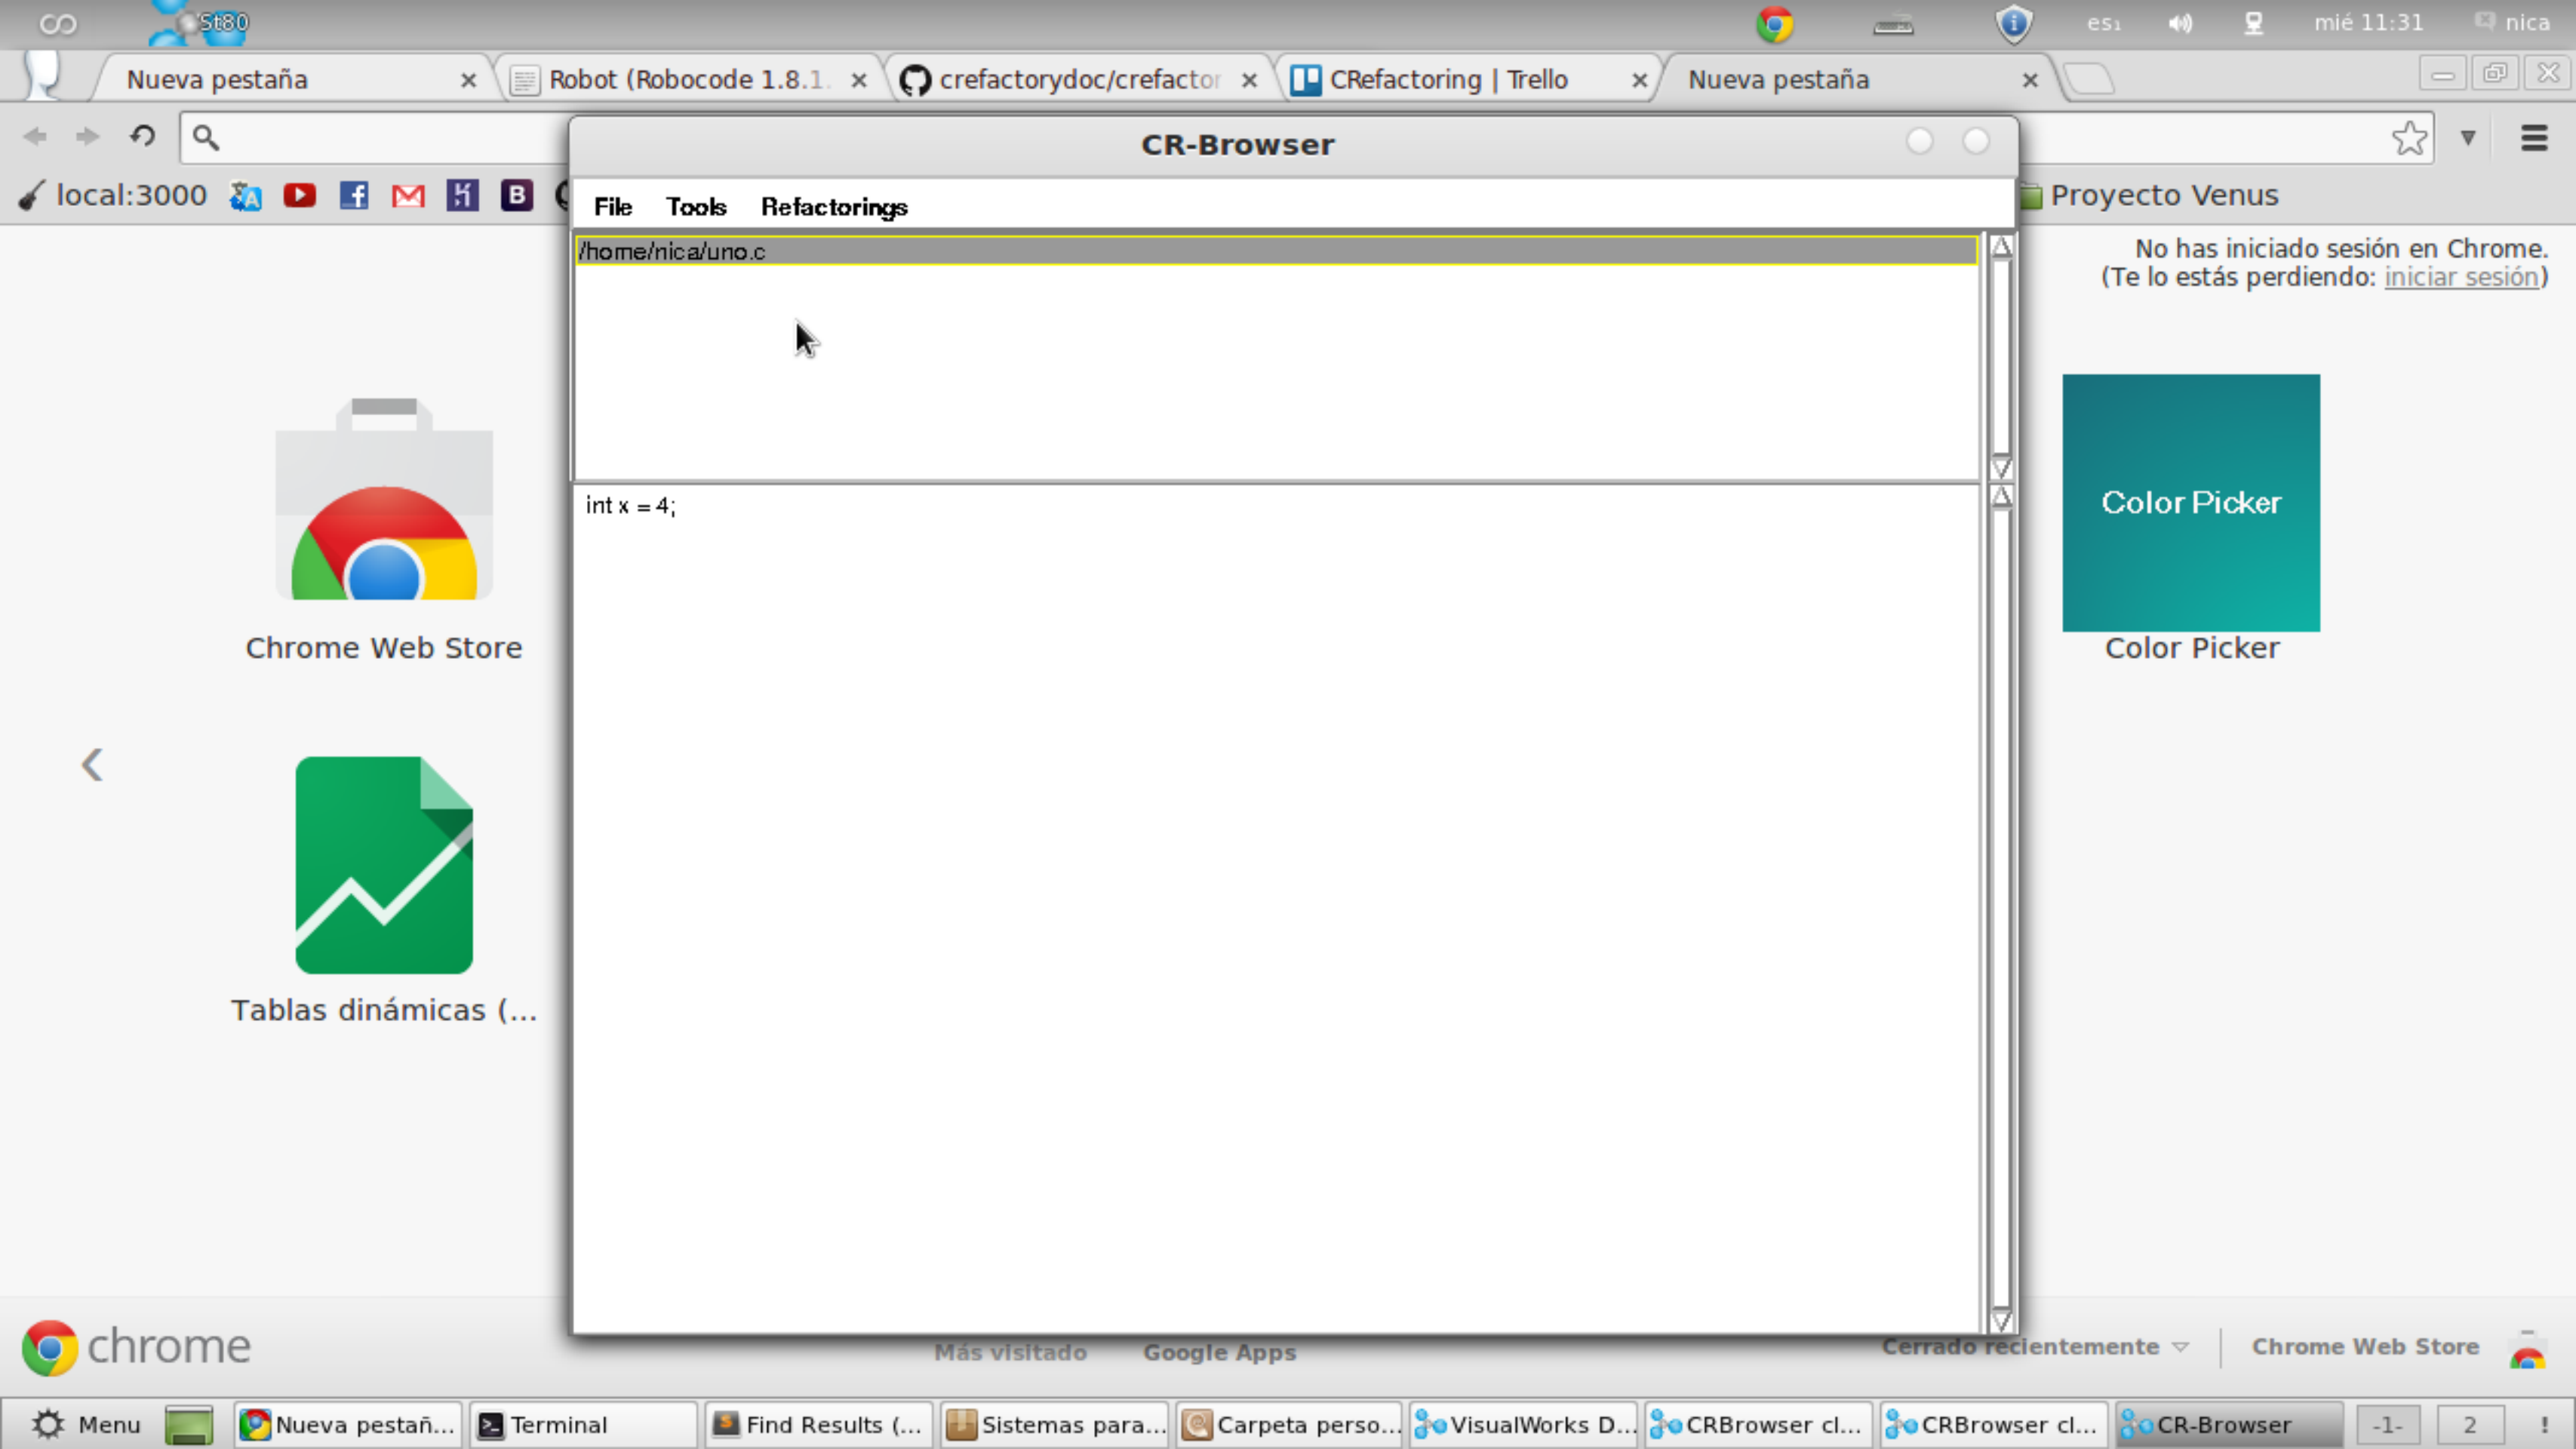 St80
es1
mié 11:31
nica
Nueva pestaña
Robot (Robocode 1.8.1.
crefactorydoc/crefactor
CRefactoring | Trello
Nueva pestaña
CR-Browser
local:3000
Proyecto Venus
File Tools Refactorings
/home/nica/uno.c
No has iniciado sesión en Chrome.
(Te lo estás perdiendo: iniciar sesión)
int x = 4;
Color Picker
Chrome Web Store
Color Picker
Tablas dinámicas (...
chrome
Más visitado
Google Apps
Cerrado recientemente
Chrome Web Store
Menu
Nueva pestañ...
Terminal
Find Results (...
Sistemas para...
Carpeta perso...
VisualWorks D...
CRBrowser cl...
CRBrowser cl...
CR-Browser
-1-
2
!